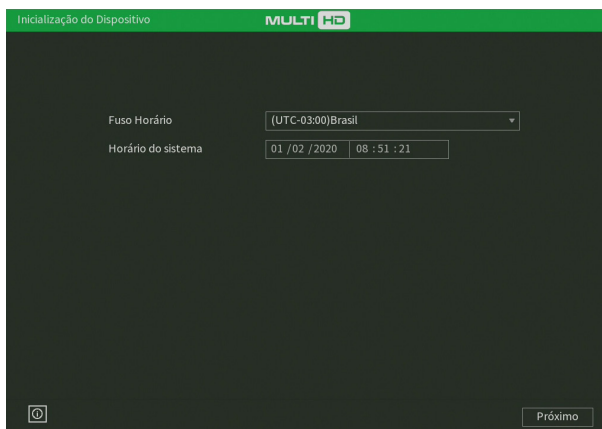 Inicialização do Dispositivo
MULTI HD
Fuso Horário
(UTC-03:00)Brasil
Horário do sistema
01 /02 /2020
08 : 51 : 21
Próximo